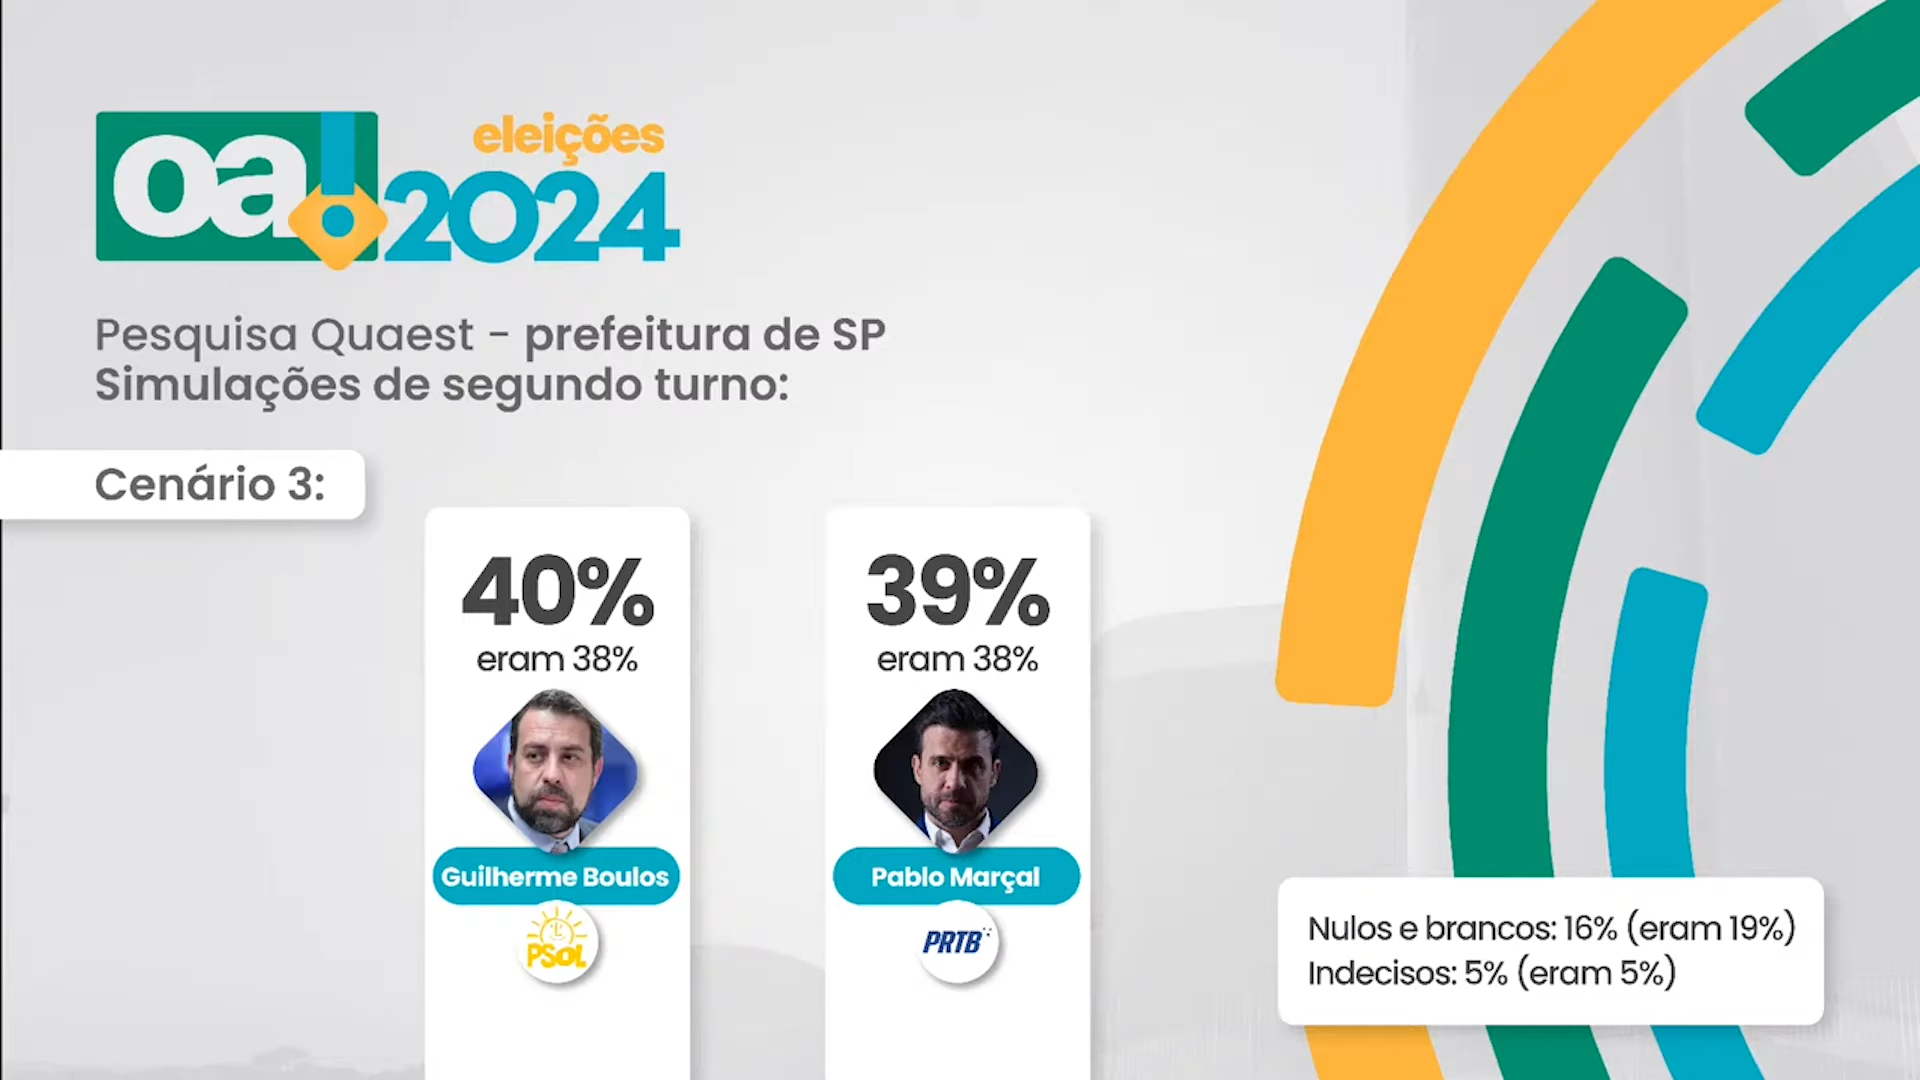 oa!
eleições
2024
Pesquisa Quaest - prefeitura de SP
Simulações de segundo turno:
Cenário 3:
40%
eram 38%
Guilherme Boulos
PSOL
39%
eram 38%
Pablo Marçal
PRTB
Nulos e brancos: 16% (eram 19%)
Indecisos: 5% (eram 5%)